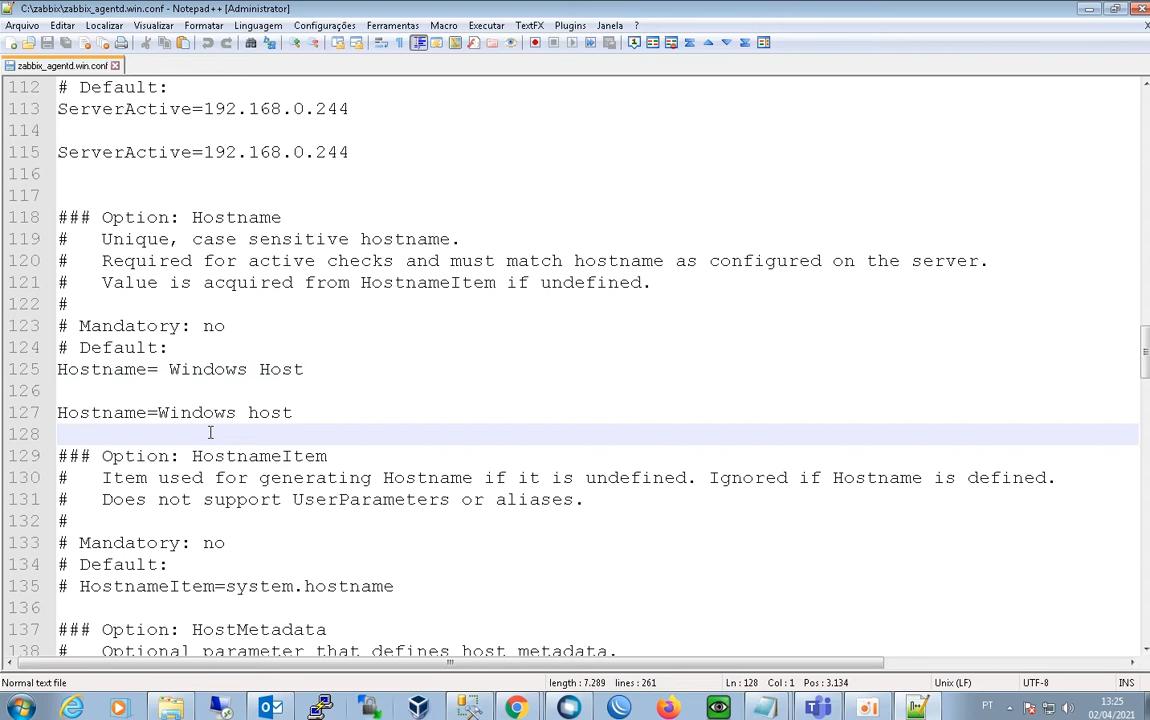 C:\zabbix\zabbix_agentd.win.conf - Notepad++ [Administrator]
Arquivo Editar Localizar Visualizar Formatar Linguagem Configurações Ferramentas Macro Executar TextFX Plugins Janela ?
X
zabbix_agentd.win.conf
112 # Default:
113 ServerActive=192.168.0.244
114
115 ServerActive=192.168.0.244
116
117
118 ### Option: Hostname
119 # Unique, case sensitive hostname.
120 # Required for active checks and must match hostname as configured on the server.
121 # Value is acquired from HostnameItem if undefined.
122 #
123 # Mandatory: no
124 # Default:
125 Hostname= Windows Host
126
127 Hostname=Windows host
128
129 ### Option: HostnameItem
130 # Item used for generating Hostname if it is undefined. Ignored if Hostname is defined.
131 # Does not support UserParameters or aliases.
132 #
133 # Mandatory: no
134 # Default:
135 # HostnameItem=system.hostname
136
137 ### Option: HostMetadata
138 # Optional parameter that defines host metadata.
Normal text file length: 7.289 lines: 261 Ln: 128 Col: 1 Pos: 3.134 Unix (LF) UTF-8 INS
PT 13:25
02/04/2021